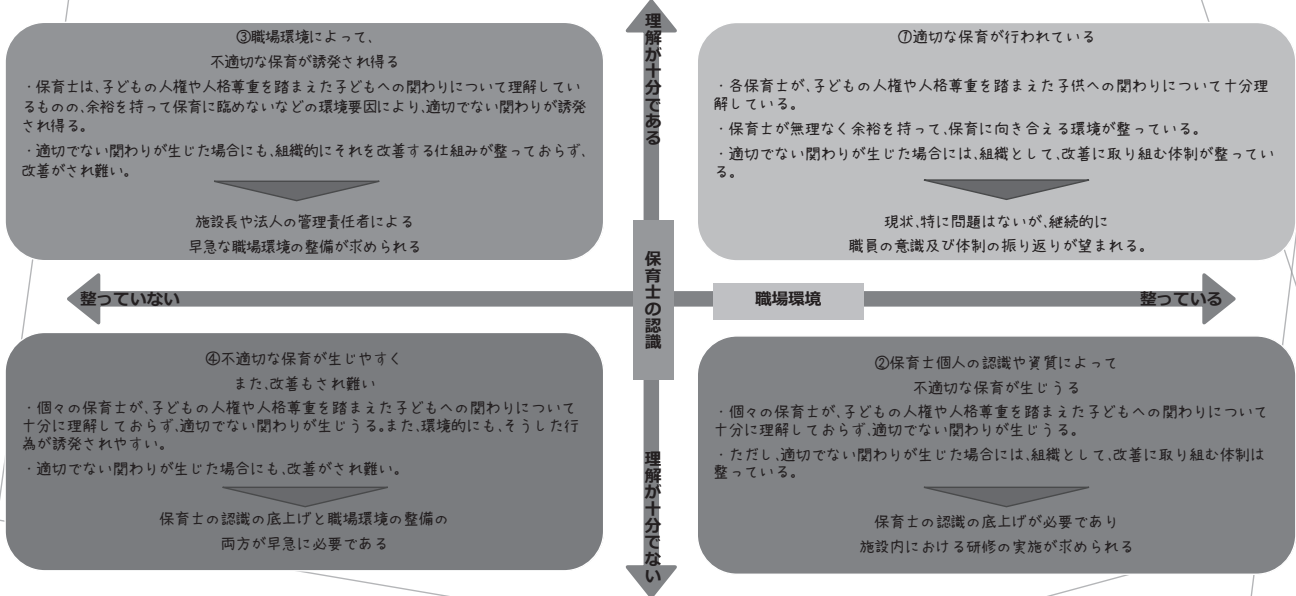 ③職場環境によって、
不適切な保育が誘発され得る
・保育士は、子どもの人権や人格尊重を踏まえた子どもへの関わりについて理解してい
るものの、余裕を持って保育に臨めないなどの環境要因により、適切でない関わりが誘発
され得る。
・適切でない関わりが生じた場合にも、組織的にそれを改善する仕組みが整っておらず、
改善がされ難い。
施設長や法人の管理責任者による
早急な職場環境の整備が求められる
理解が十分である
①適切な保育が行われている
・各保育士が、子どもの人権や人格尊重を踏まえた子供への関わりについて十分理
解している。
・保育士が無理なく余裕を持って、保育に向き合える環境が整っている。
・適切でない関わりが生じた場合には、組織として、改善に取り組む体制が整ってい
る。
現状、特に問題はないが、継続的に
職員の意識及び体制の振り返りが望まれる。
整っていない
保育士の認識
職場環境
整っている
④不適切な保育が生じやすく
また、改善もされ難い
・個々の保育士が、子どもの人権や人格尊重を踏まえた子どもへの関わりについて
十分に理解しておらず、適切でない関わりが生じうる。また、環境的にも、そうした行
為が誘発されやすい。
・適切でない関わりが生じた場合にも、改善がされ難い。
保育士の認識の底上げと職場環境の整備の
両方が早急に必要である
理解が十分でない
②保育士個人の認識や資質によって
不適切な保育が生じうる
・個々の保育士が、子どもの人権や人格尊重を踏まえた子どもへの関わりについて
十分に理解しておらず、適切でない関わりが生じうる。
・ただし、適切でない関わりが生じた場合には、組織として、改善に取り組む体制は
整っている。
保育士の認識の底上げが必要であり
施設内における研修の実施が求められる